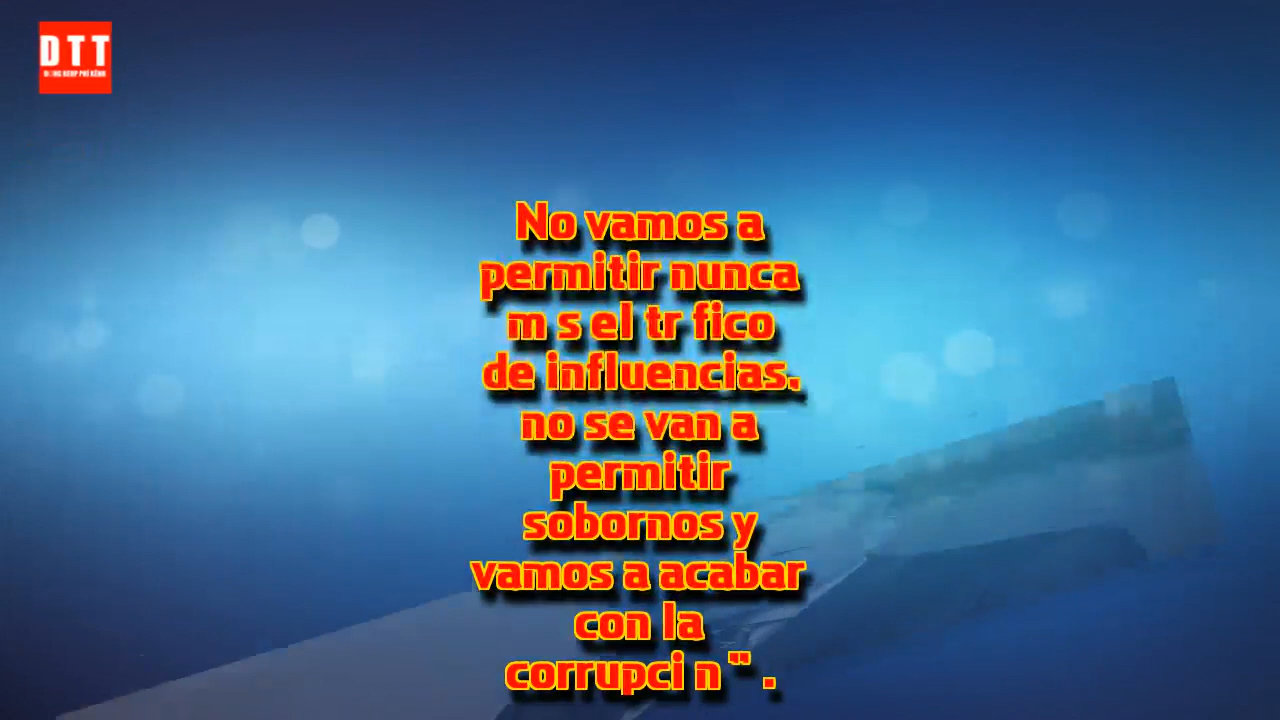 DTT
No vamos a
permitir nunca
m s el tr fico
de influencias,
no se van a
permitir
sobornos y
vamos a acabar
con la
corrupci n " .